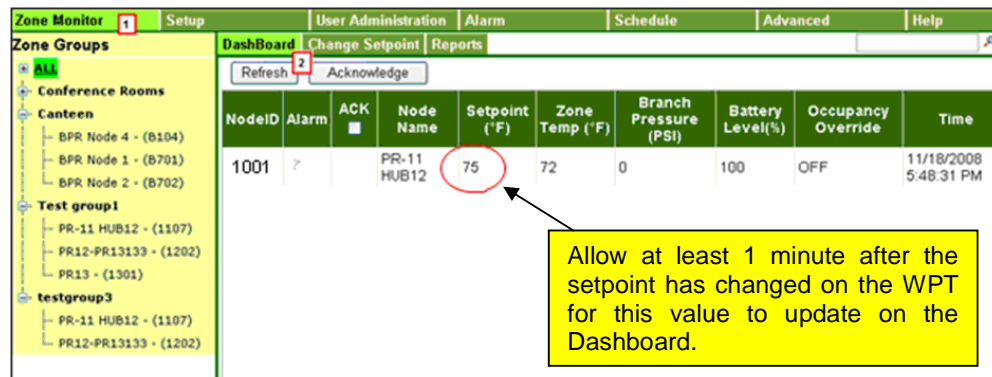 Zone Monitor 1 Setup User Administration Alarm Schedule Advanced Help
Zone Groups
ALL
Conference Rooms
Canteen
BPR Node 4 - (B104)
BPR Node 1 - (B701)
BPR Node 2 - (B702)
Test group1
PR-11 HUB12 - (1107)
PR12-PR13133 - (1202)
PR13 - (1301)
testgroup3
PR-11 HUB12 - (1107)
PR12-PR13133 - (1202)
DashBoard Change Setpoint Reports
Refresh 2 Acknowledge
NodeID Alarm ACK Node Name Setpoint (°F) Zone Temp (°F) Branch Pressure (PSI) Battery Level(%) Occupancy Override Time
1001 ? PR-11 HUB12 75 72 0 100 OFF 11/18/2008 5:48:31 PM
Allow at least 1 minute after the
setpoint has changed on the WPT
for this value to update on the
Dashboard.